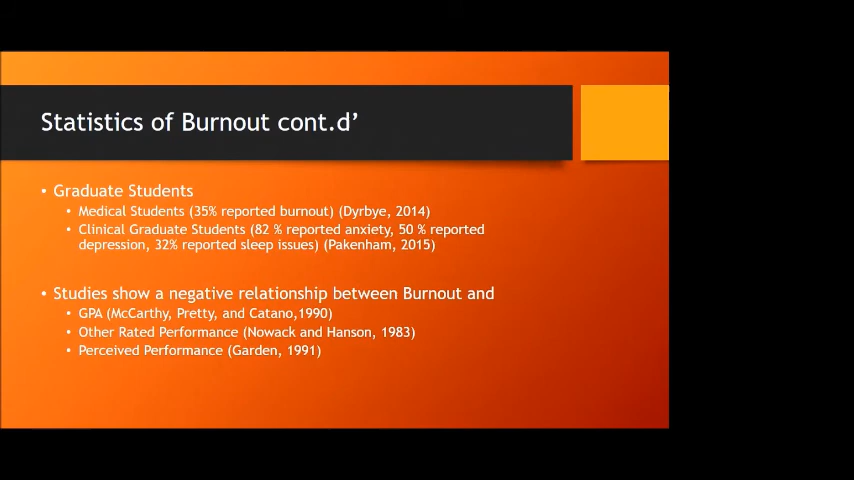 Statistics of Burnout cont.d’
• Graduate Students
• Medical Students (35% reported burnout) (Dyrbye, 2014)
• Clinical Graduate Students (82 % reported anxiety, 50 % reported
depression, 32% reported sleep issues) (Pakenham, 2015)
• Studies show a negative relationship between Burnout and
• GPA (McCarthy, Pretty, and Catano,1990)
• Other Rated Performance (Nowack and Hanson, 1983)
• Perceived Performance (Garden, 1991)